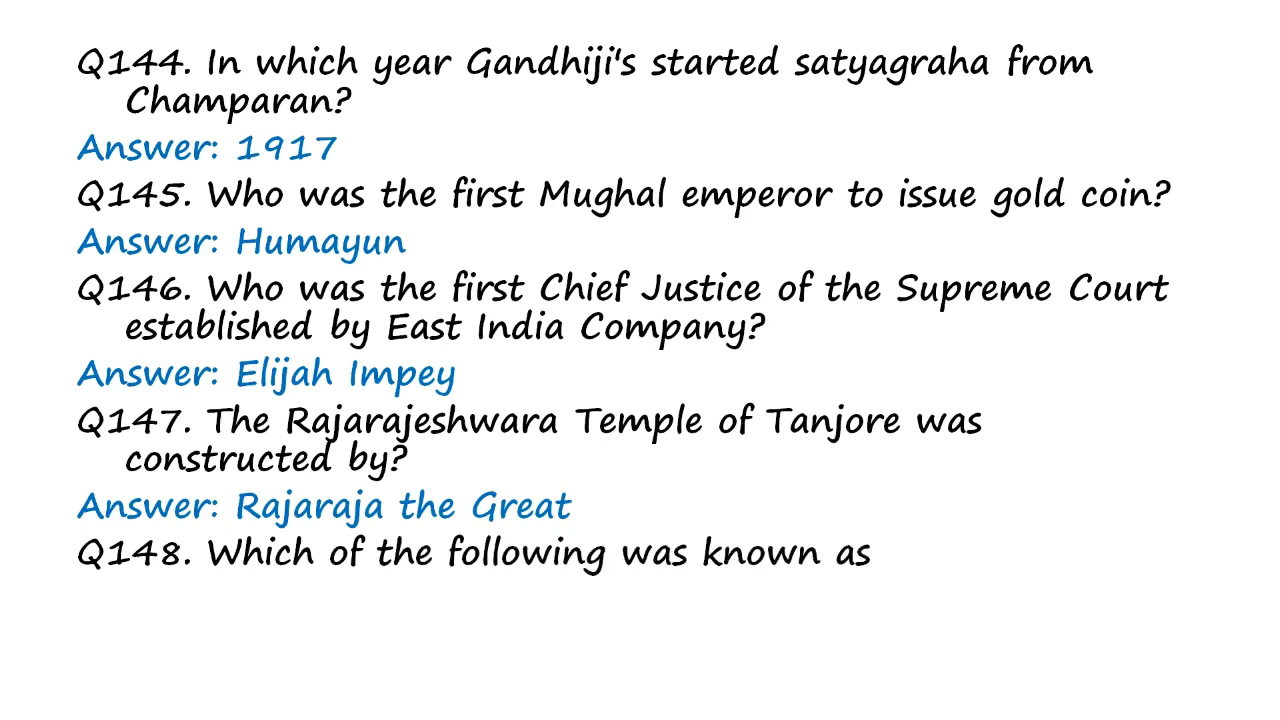 Q144. In which year Gandhiji's started satyagraha from
Champaran?
Answer: 1917
Q145. Who was the first Mughal emperor to issue gold coin?
Answer: Humayun
Q146. Who was the first Chief Justice of the Supreme Court
established by East India Company?
Answer: Elijah Impey
Q147. The Rajarajeshwara Temple of Tanjore was
constructed by?
Answer: Rajaraja the Great
Q148. Which of the following was known as